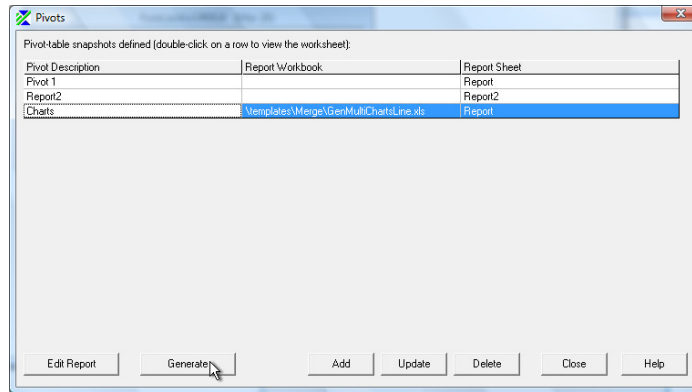 Pivots
Pivot-table snapshots defined (double-click on a row to view the worksheet):
Pivot Description Report Workbook Report Sheet
Pivot 1 Report
Report2 Report2
Charts \templates\Merge\GenMultiChartsLine.xls Report
Edit Report Generate Add Update Delete Close Help